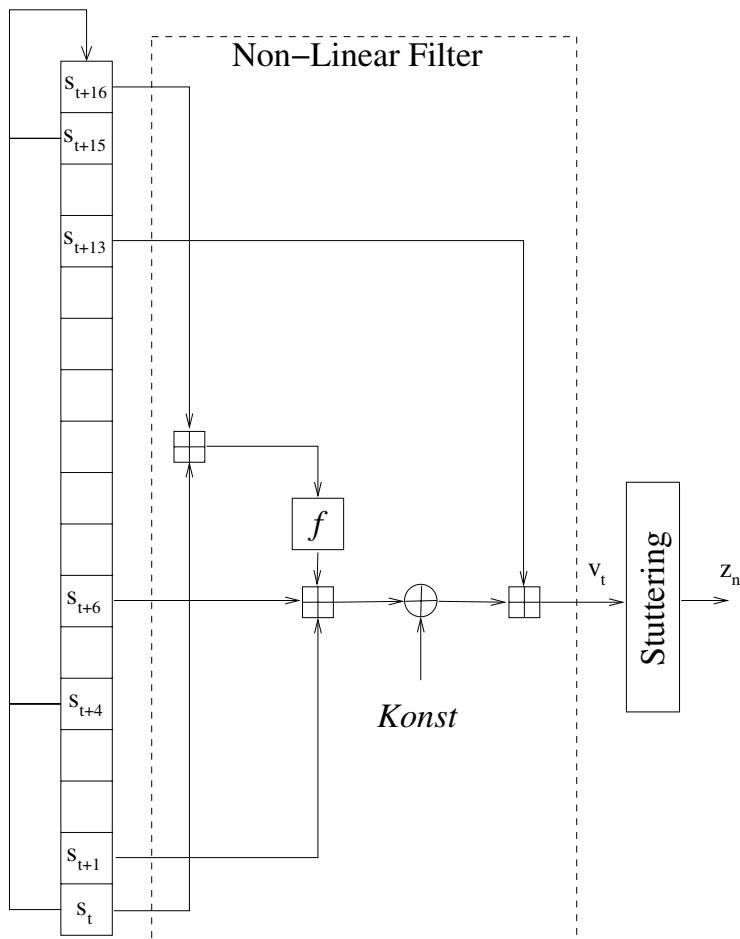 Non−Linear Filter
s_{t+16}
s_{t+15}
s_{t+13}
f
s_{t+6}
v_t
Stuttering
z_n
s_{t+4}
Konst
s_{t+1}
s_t